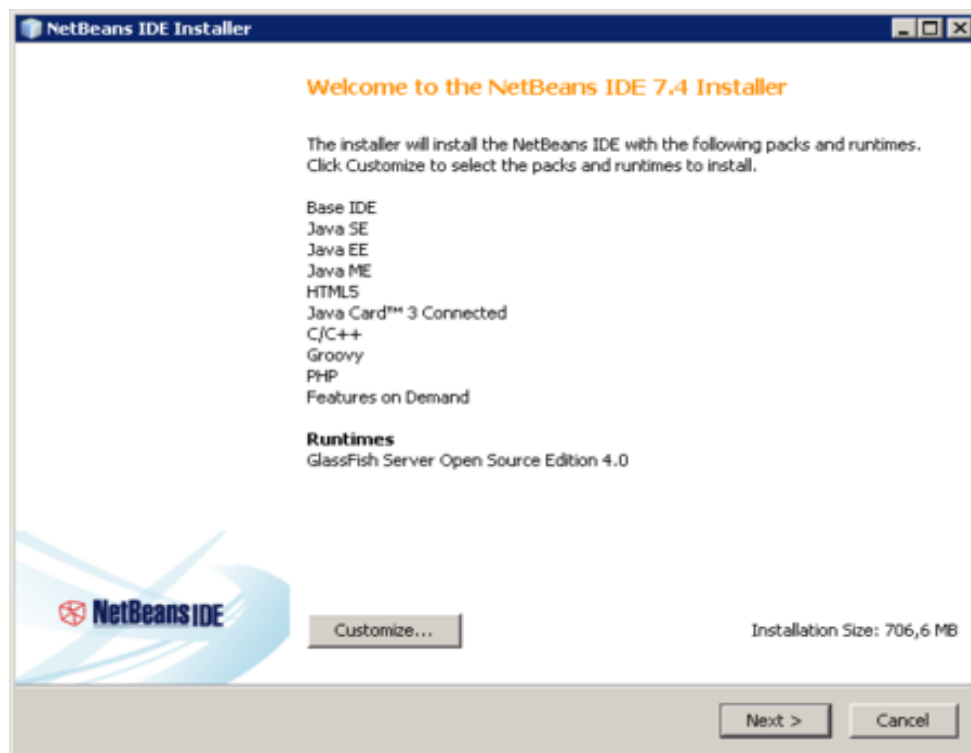 NetBeans IDE Installer
Welcome to the NetBeans IDE 7.4 Installer
The installer will install the NetBeans IDE with the following packs and runtimes.
Click Customize to select the packs and runtimes to install.
Base IDE
Java SE
Java EE
Java ME
HTML5
Java Card™ 3 Connected
C/C++
Groovy
PHP
Features on Demand
Runtimes
GlassFish Server Open Source Edition 4.0
NetBeans IDE
Customize...
Installation Size: 706,6 MB
Next >
Cancel